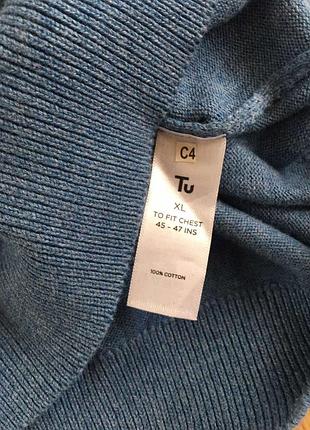 C4
Tu
XL
TO FIT CHEST
45 - 47 INS
100% COTTON